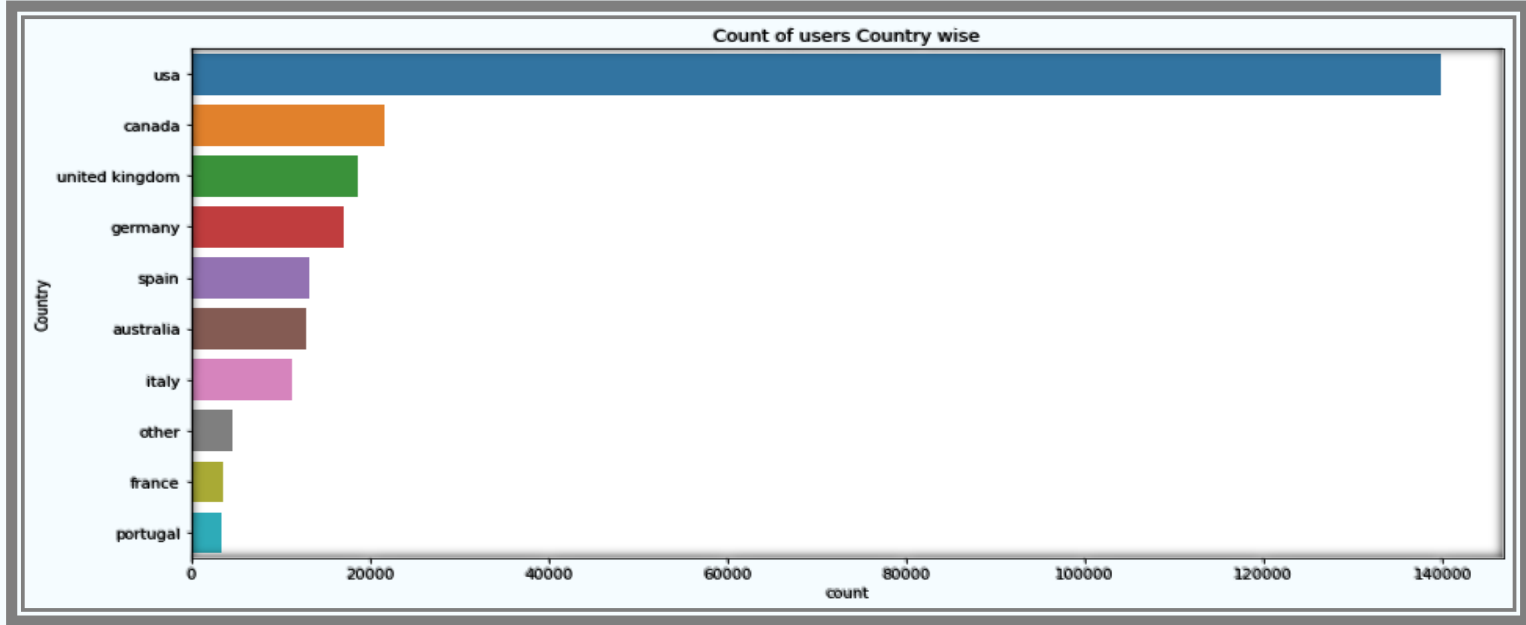 Count of users Country wise
usa
canada
united kingdom
germany
spain
australia
italy
other
france
portugal
Country
0 20000 40000 60000 80000 100000 120000 140000
count